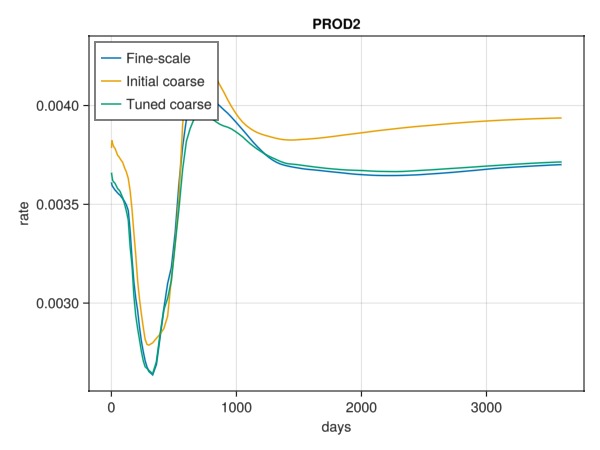 PROD2
Fine-scale
Initial coarse
Tuned coarse
0.0040
0.0035
0.0030
rate
0 1000 2000 3000
days